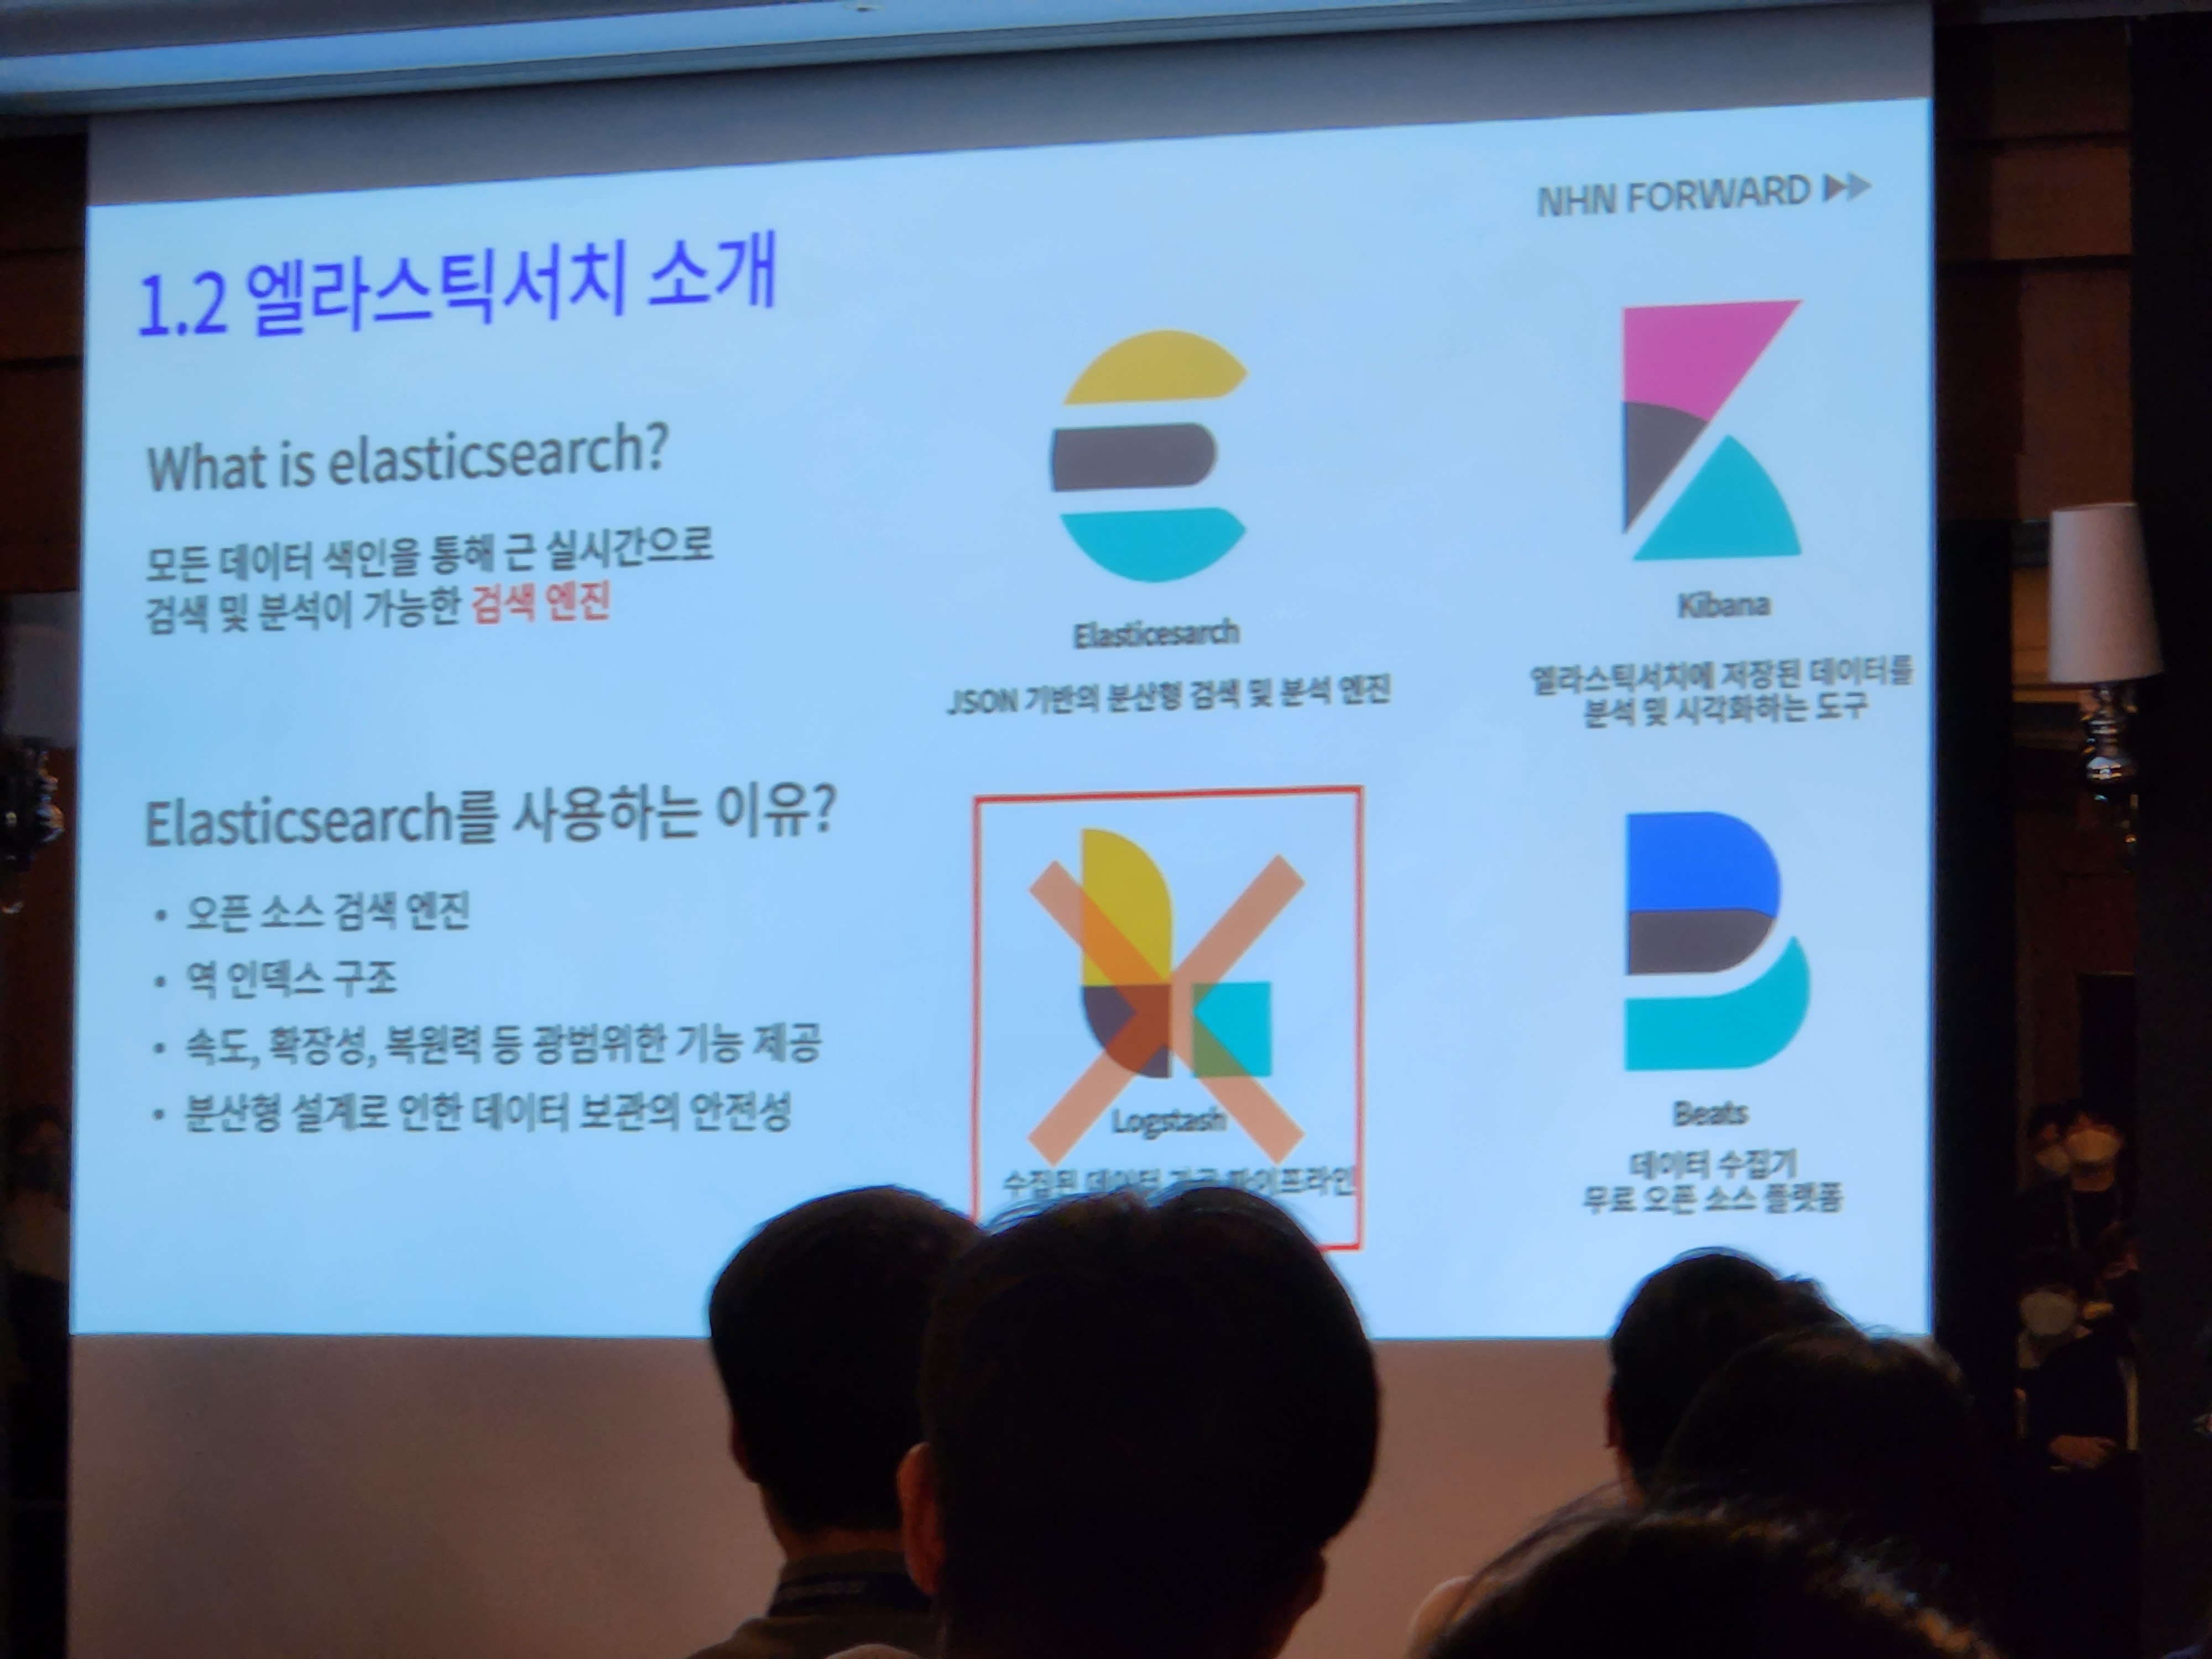 NHN FORWARD
1.2 엘라스틱서치 소개
What is elasticsearch?
모든 데이터 색인을 통해 근 실시간으로
검색 및 분석이 가능한 검색 엔진
Elasticsearch를 사용하는 이유?
• 오픈 소스 검색 엔진
• 역 인덱스 구조
• 속도, 확장성, 복원력 등 광범위한 기능 제공
• 분산형 설계로 인한 데이터 보관의 안전성
Elasticesarch
JSON 기반의 분산형 검색 및 분석 엔진
Kibana
엘라스틱서치에 저장된 데이터를
분석 및 시각화하는 도구
Logstash
수집된 데이터 가공 파이프라인
Beats
데이터 수집기
무료 오픈 소스 플랫폼